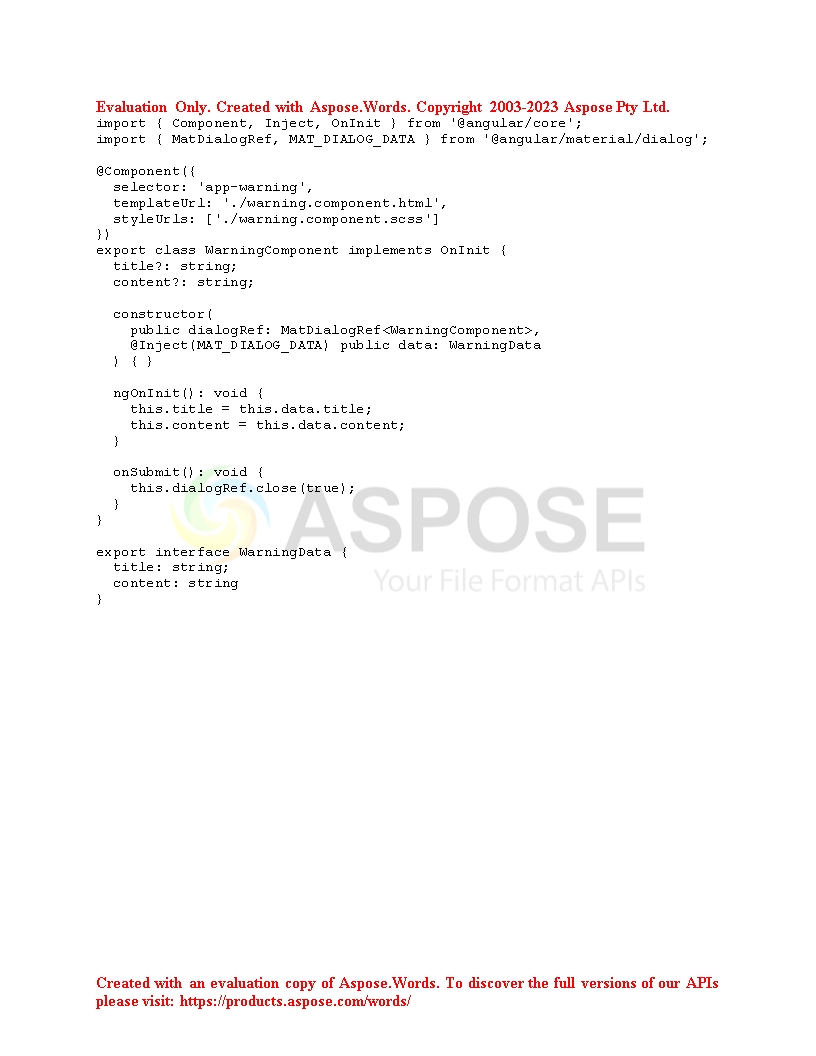 Evaluation Only. Created with Aspose.Words. Copyright 2003-2023 Aspose Pty Ltd.
import { Component, Inject, OnInit } from '@angular/core';
import { MatDialogRef, MAT_DIALOG_DATA } from '@angular/material/dialog';

@Component({
  selector: 'app-warning',
  templateUrl: './warning.component.html',
  styleUrls: ['./warning.component.scss']
})
export class WarningComponent implements OnInit {
  title?: string;
  content?: string;

  constructor(
    public dialogRef: MatDialogRef<WarningComponent>,
    @Inject(MAT_DIALOG_DATA) public data: WarningData
  ) { }

  ngOnInit(): void {
    this.title = this.data.title;
    this.content = this.data.content;
  }

  onSubmit(): void {
    this.dialogRef.close(true);
  }
}
ASPOSE
Your File Format APIs

export interface WarningData {
  title: string;
  content: string
}
Created with an evaluation copy of Aspose.Words. To discover the full versions of our APIs
please visit: https://products.aspose.com/words/